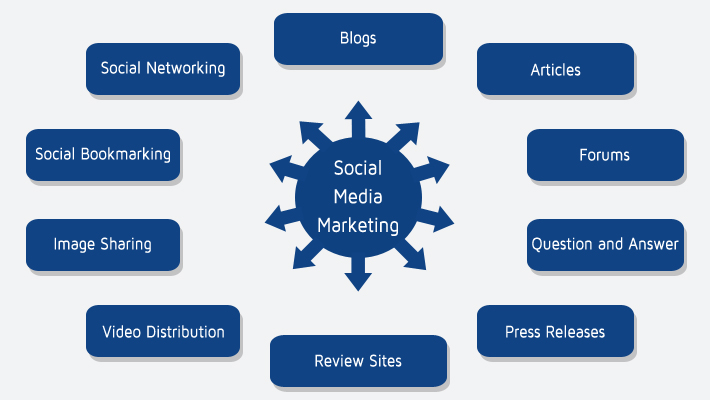 Blogs
Social Networking
Articles
Social Bookmarking
Forums
Social
Media
Marketing
Image Sharing
Question and Answer
Video Distribution
Press Releases
Review Sites